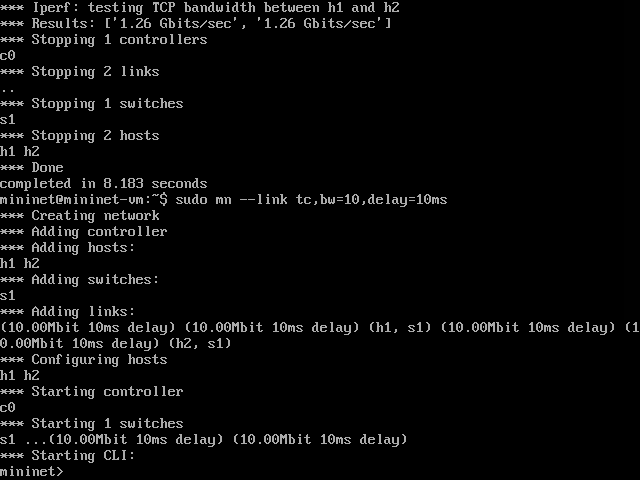 *** Iperf: testing TCP bandwidth between h1 and h2
*** Results: ['1.26 Gbits/sec', '1.26 Gbits/sec']
*** Stopping 1 controllers
c0
*** Stopping 2 links
..
*** Stopping 1 switches
s1
*** Stopping 2 hosts
h1 h2
*** Done
completed in 8.183 seconds
mininet@mininet-vm:~$ sudo mn --link tc,bw=10,delay=10ms
*** Creating network
*** Adding controller
*** Adding hosts:
h1 h2
*** Adding switches:
s1
*** Adding links:
(10.00Mbit 10ms delay) (10.00Mbit 10ms delay) (h1, s1) (10.00Mbit 10ms delay) (1
0.00Mbit 10ms delay) (h2, s1)
*** Configuring hosts
h1 h2
*** Starting controller
c0
*** Starting 1 switches
s1 ...(10.00Mbit 10ms delay) (10.00Mbit 10ms delay)
*** Starting CLI:
mininet>